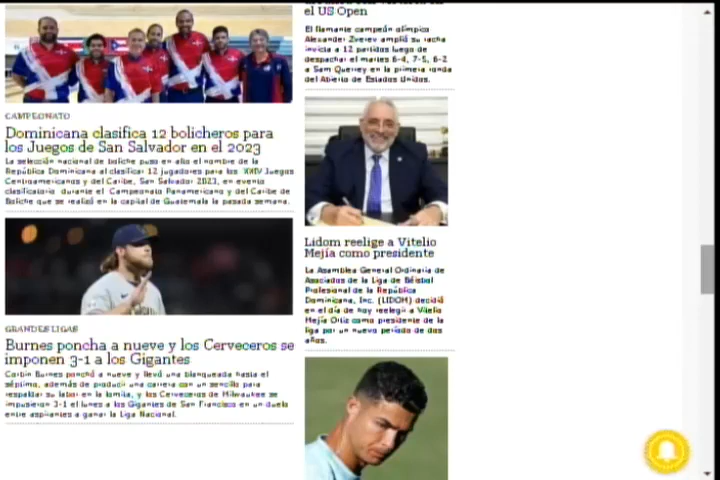 CAMPEONATO
Dominicana clasifica 12 bolicheros para
los Juegos de San Salvador en el 2023
La selección nacional de boliche puso en alto el nombre de la
República Dominicana al clasificar 12 jugadores para los XXIV Juegos
Centroamericanos y del Caribe, San Salvador 2023, en evento
clasificatorio durante el Campeonato Panamericano y del Caribe de
Boliche que se realizó en la capital de Guatemala la pasada semana.
GRANDES LIGAS
Burnes poncha a nueve y los Cerveceros se
imponen 3-1 a los Gigantes
Corbin Burnes ponchó a nueve y llevó una blanqueada hasta el
séptimo, además de producir una carrera con un sencillo para
respaldar su labor en la lomita, y los Cerveceros de Milwaukee se
impusieron 3-1 el lunes a los Gigantes de San Francisco en un duelo
entre aspirantes a ganar la Liga Nacional.
el US Open
El flamante campeón olímpico
Alexander Zverev amplió su racha
invicta a 12 partidos luego de
despachar el martes 6-4, 7-5, 6-2
a Sam Querrey en la primera ronda
del Abierto de Estados Unidos.
Lidom reelige a Vitelio
Mejía como presidente
La Asamblea General Ordinaria de
Asociados de la Liga de Béisbol
Profesional de la República
Dominicana, Inc. (LIDOM) decidió
en el día de hoy reelegir a Vitelio
Mejía Ortiz como presidente de la
liga por un nuevo período de dos
años.